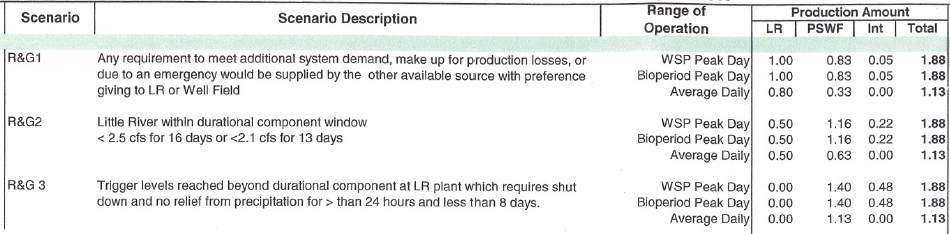 Scenario Scenario Description Range of Operation Production Amount
LR PSWF Int Total
R&G1 Any requirement to meet additional system demand, make up for production losses, or WSP Peak Day 1.00 0.83 0.05 1.88
due to an emergency would be supplied by the other available source with preference Bioperiod Peak Day 1.00 0.83 0.05 1.88
giving to LR or Well Field Average Daily 0.80 0.33 0.00 1.13
R&G2 Little River within durational component window WSP Peak Day 0.50 1.16 0.22 1.88
< 2.5 cfs for 16 days or <2.1 cfs for 13 days Bioperiod Peak Day 0.50 1.16 0.22 1.88
Average Daily 0.50 0.63 0.00 1.13
R&G 3 Trigger levels reached beyond durational component at LR plant which requires shut WSP Peak Day 0.00 1.40 0.48 1.88
down and no relief from precipitation for > than 24 hours and less than 8 days. Bioperiod Peak Day 0.00 1.40 0.48 1.88
Average Daily 0.00 1.13 0.00 1.13